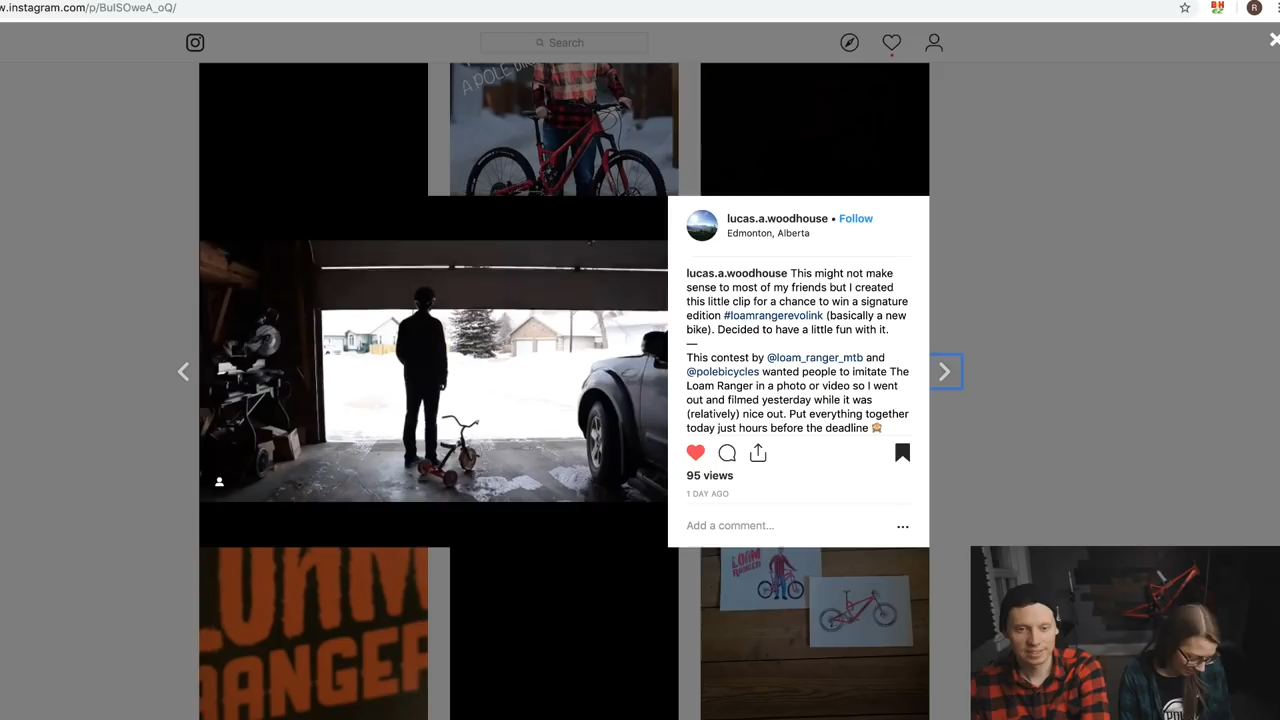 w.instagram.com/p/BuISOweA_oQ/
Search
A POLE
lucas.a.woodhouse • Follow
Edmonton, Alberta
lucas.a.woodhouse This might not make
sense to most of my friends but I created
this little clip for a chance to win a signature
edition #loamrangerevolink (basically a new
bike). Decided to have a little fun with it.
—
This contest by @loam_ranger_mtb and
@polebicycles wanted people to imitate The
Loam Ranger in a photo or video so I went
out and filmed yesterday while it was
(relatively) nice out. Put everything together
today just hours before the deadline 🙈
95 views
1 DAY AGO
Add a comment...
LOAM
RANGER
LOAM
RANGER